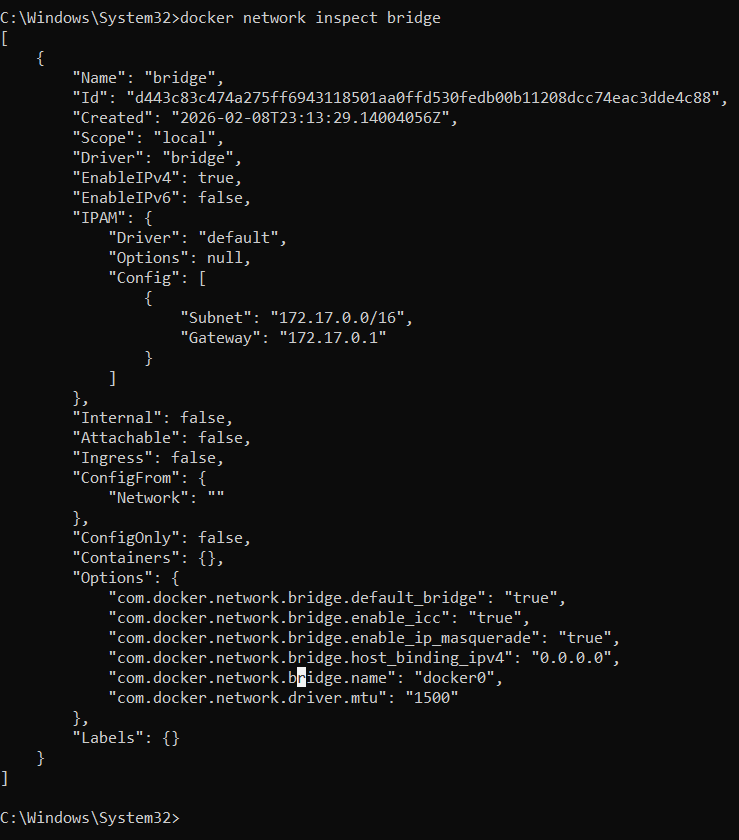 C:\Windows\System32>docker network inspect bridge
[
    {
        "Name": "bridge",
        "Id": "d443c83c474a275ff6943118501aa0ffd530fedb00b11208dcc74eac3dde4c88",
        "Created": "2026-02-08T23:13:29.14004056Z",
        "Scope": "local",
        "Driver": "bridge",
        "EnableIPv4": true,
        "EnableIPv6": false,
        "IPAM": {
            "Driver": "default",
            "Options": null,
            "Config": [
                {
                    "Subnet": "172.17.0.0/16",
                    "Gateway": "172.17.0.1"
                }
            ]
        },
        "Internal": false,
        "Attachable": false,
        "Ingress": false,
        "ConfigFrom": {
            "Network": ""
        },
        "ConfigOnly": false,
        "Containers": {},
        "Options": {
            "com.docker.network.bridge.default_bridge": "true",
            "com.docker.network.bridge.enable_icc": "true",
            "com.docker.network.bridge.enable_ip_masquerade": "true",
            "com.docker.network.bridge.host_binding_ipv4": "0.0.0.0",
            "com.docker.network.bridge.name": "docker0",
            "com.docker.network.driver.mtu": "1500"
        },
        "Labels": {}
    }
]
C:\Windows\System32>